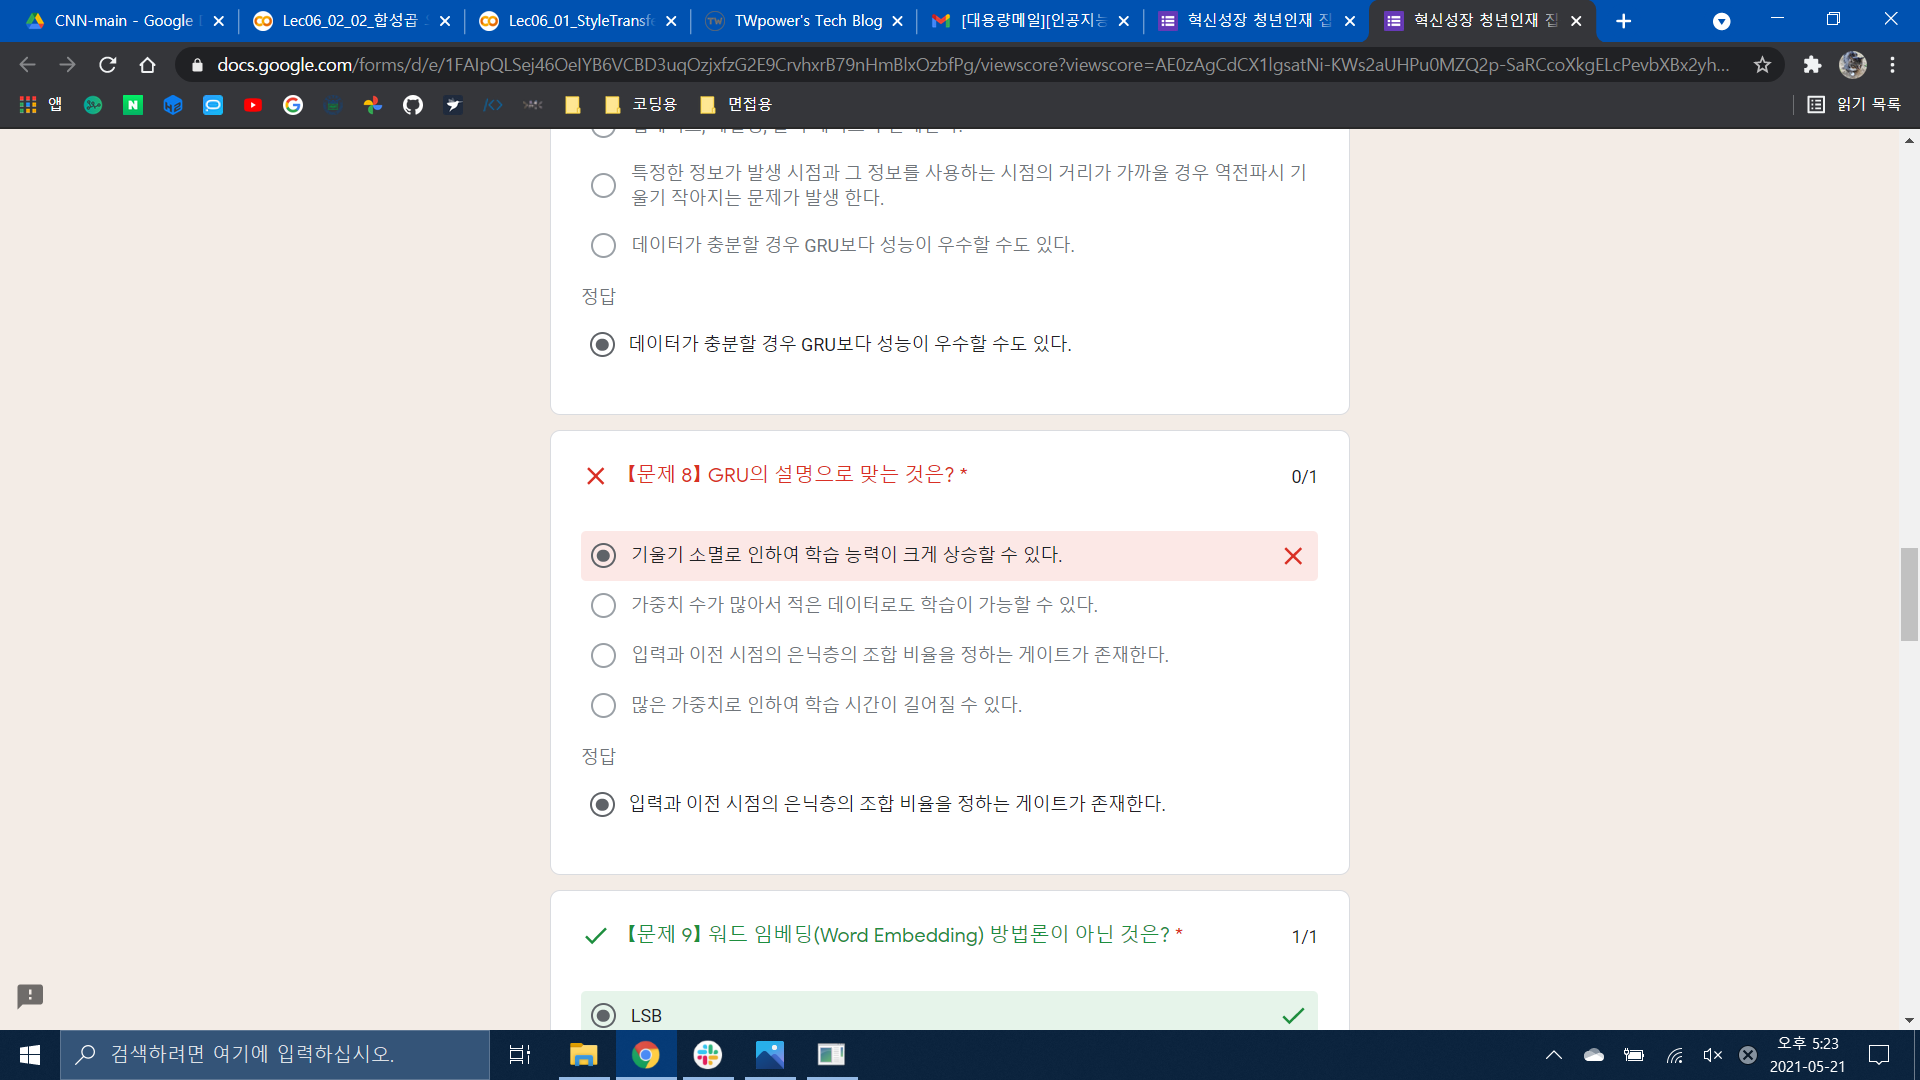 CNN-main - Google
Lec06_02_02_합성곱
Lec06_01_StyleTransfe
TWpower's Tech Blog
[대용량메일][인공지능
혁신성장 청년인재 집
혁신성장 청년인재 집
docs.google.com/forms/d/e/1FAIpQLSej46OeIYB6VCBD3uqOzjxfzG2E9CrvhxrB79nHmBlxOzbfPg/viewscore?viewscore=AE0zAgCdCX1lgsatNi-KWs2aUHPu0MZQ2p-SaRCcoXkgELcPevbXBx2yh...
앱
코딩용
면접용
읽기 목록
특정한 정보가 발생 시점과 그 정보를 사용하는 시점의 거리가 가까울 경우 역전파시 기
울기 작아지는 문제가 발생 한다.
데이터가 충분할 경우 GRU보다 성능이 우수할 수도 있다.
정답
데이터가 충분할 경우 GRU보다 성능이 우수할 수도 있다.
【문제 8】 GRU의 설명으로 맞는 것은? *
0/1
기울기 소멸로 인하여 학습 능력이 크게 상승할 수 있다.
가중치 수가 많아서 적은 데이터로도 학습이 가능할 수 있다.
입력과 이전 시점의 은닉층의 조합 비율을 정하는 게이트가 존재한다.
많은 가중치로 인하여 학습 시간이 길어질 수 있다.
정답
입력과 이전 시점의 은닉층의 조합 비율을 정하는 게이트가 존재한다.
【문제 9】 워드 임베딩(Word Embedding) 방법론이 아닌 것은? *
1/1
LSB
검색하려면 여기에 입력하십시오.
오후 5:23
2021-05-21